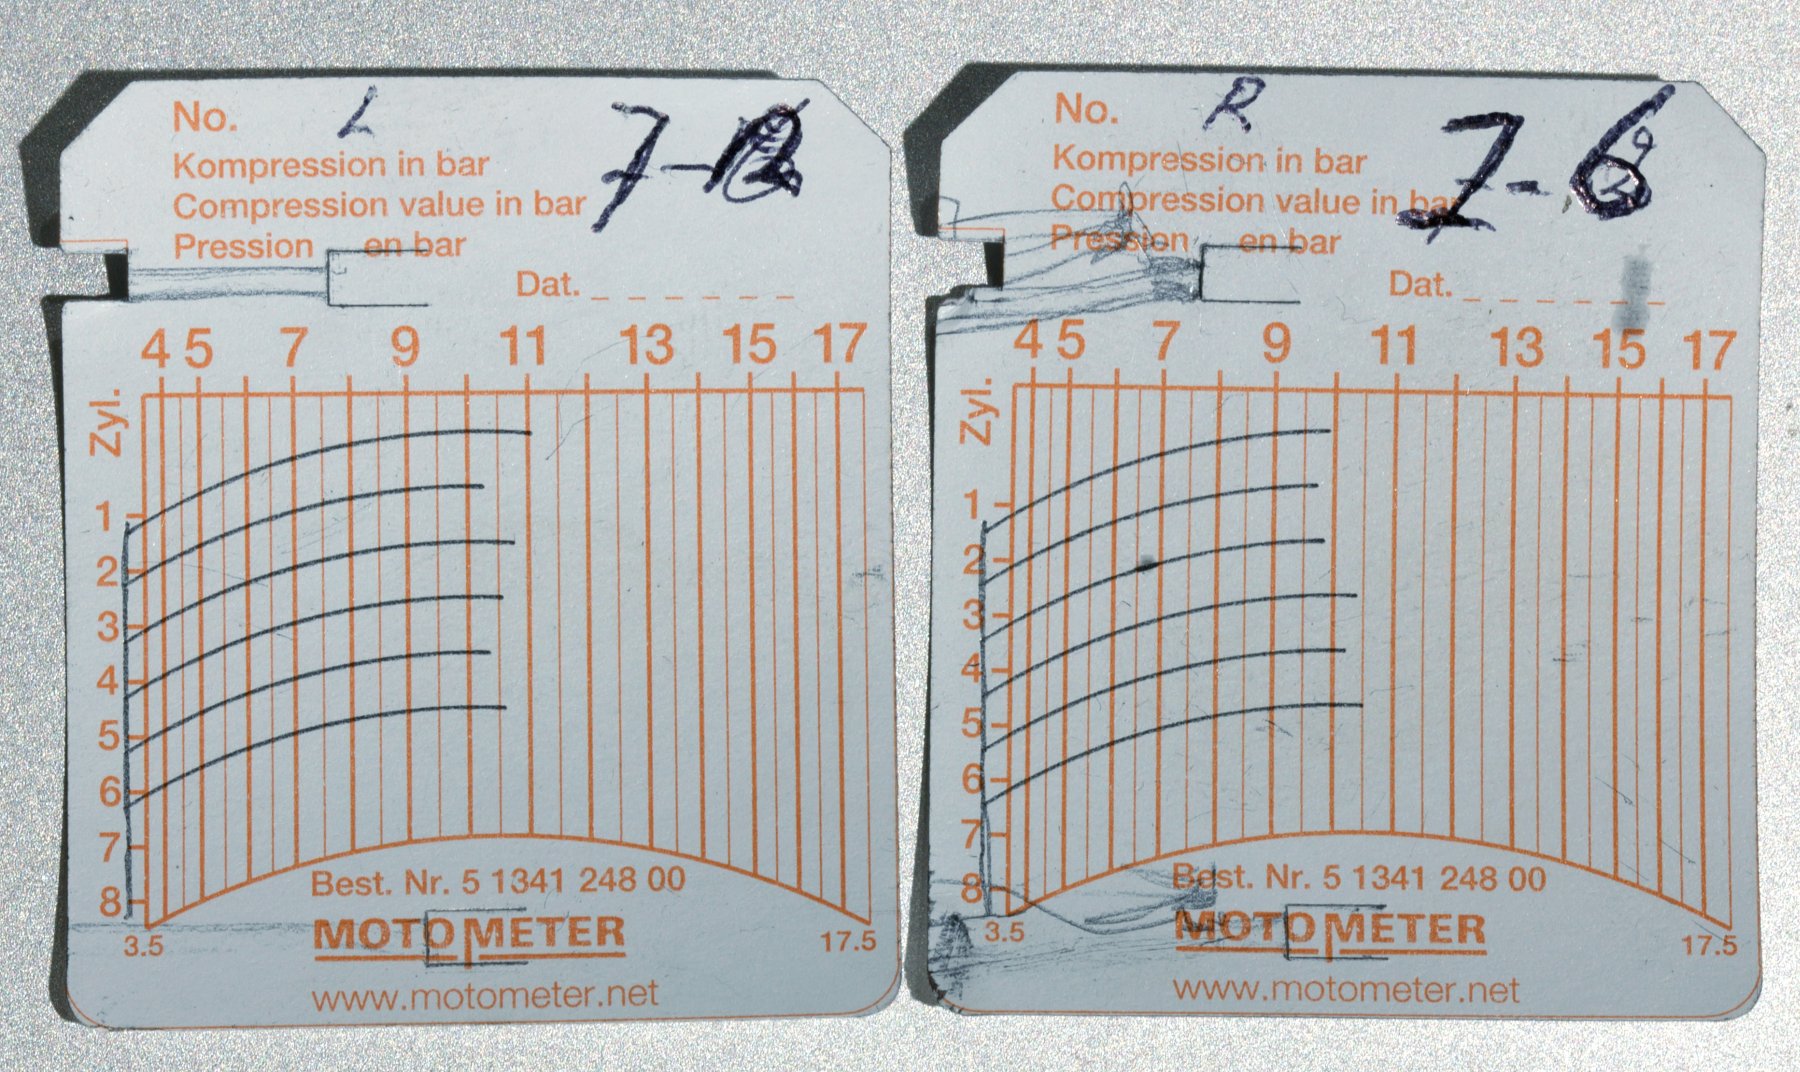 No. L
7-
Kompression in bar
Compression value in bar
Pression en bar
Dat.
4 5 7 9 11 13 15 17
Zyl.
1
2
3
4
5
6
7
8
3.5
17.5
Best. Nr. 5 1341 248 00
MOTOMETER
www.motometer.net
No. R
7-6
Kompression in bar
Compression value in bar
Pression en bar
Dat.
4 5 7 9 11 13 15 17
Zyl.
1
2
3
4
5
6
7
8
3.5
17.5
Best. Nr. 5 1341 248 00
MOTOMETER
www.motometer.net